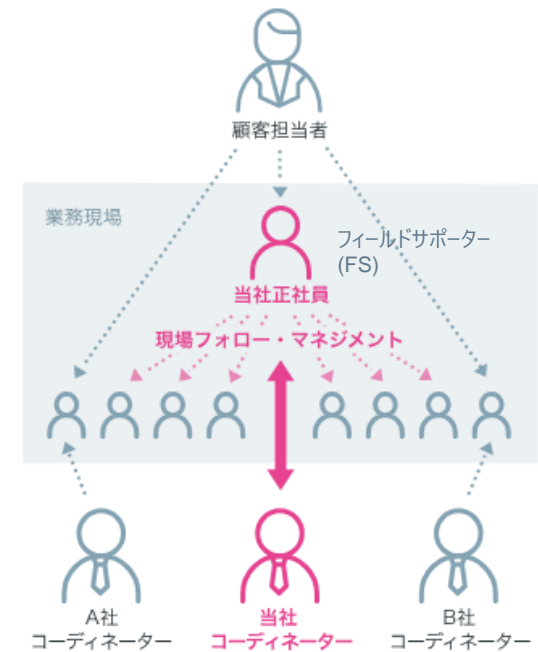 顧客担当者
業務現場
フィールドサポーター
(FS)
当社正社員
現場フォロー・マネジメント
A社
コーディネーター
当社
コーディネーター
B社
コーディネーター